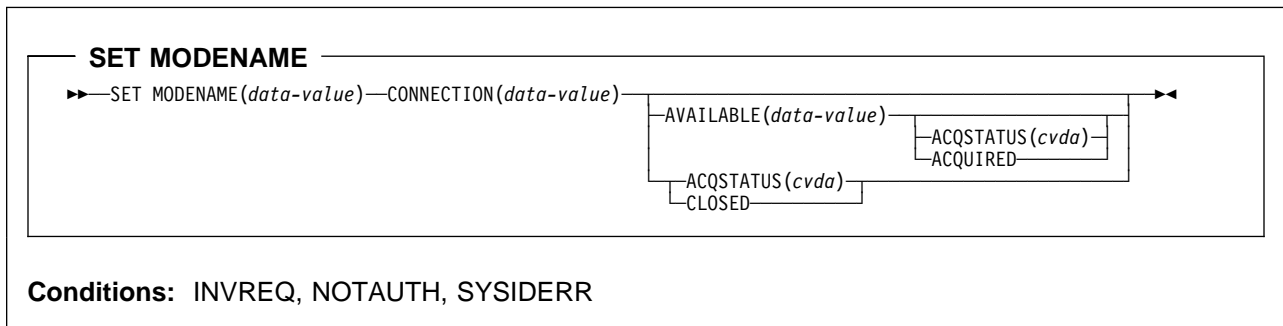 SET MODENAME
►►──SET MODENAME(data-value)──CONNECTION(data-value)──►◄
AVAILABLE(data-value)
ACQSTATUS(cvda)
ACQUIRED
ACQSTATUS(cvda)
CLOSED
Conditions: INVREQ, NOTAUTH, SYSIDERR